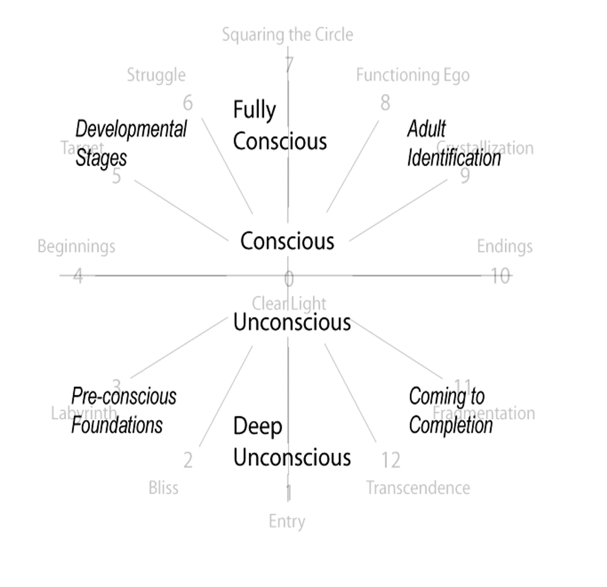 Squaring the Circle
7
Struggle
Functioning Ego
6
8
Fully
Conscious
Developmental
Stages
Adult
Identification
Target
Crystallization
5
9
Conscious
Beginnings
Endings
4
0
10
Clear Light
Unconscious
3
11
Pre-conscious
Foundations
Coming to
Completion
Labyrinth
Fragmentation
Deep
Unconscious
2
12
Bliss
Transcendence
1
Entry